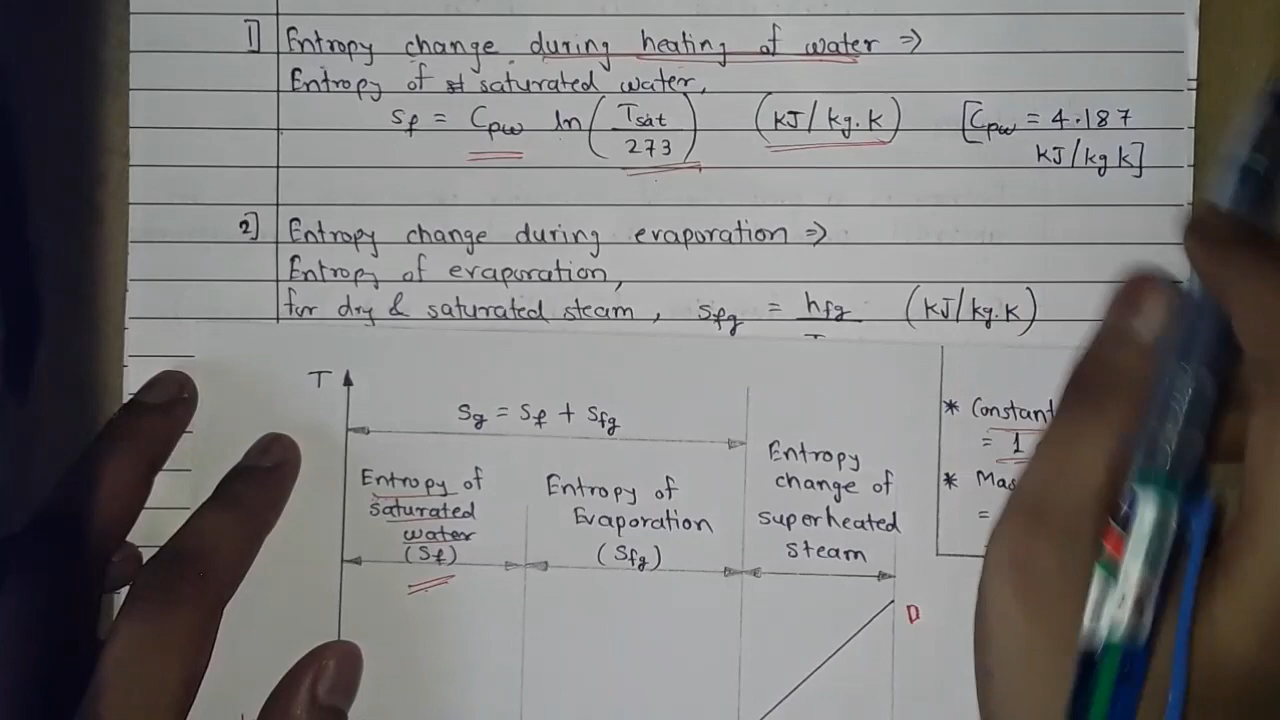 1] Entropy change during heating of water ⇒
Entropy of saturated water,
Sf = Cpw ln(Tsat/273) (kJ/kg.K) [Cpw = 4.187
kJ/kg K]
2] Entropy change during evaporation ⇒
Entropy of evaporation,
for dry & saturated steam, Sfg = hfg/ (kJ/kg.K)
T
Sg = Sf + Sfg
Entropy of
saturated
water
(Sf)
Entropy of
Evaporation
(Sfg)
Entropy
change of
superheated
steam
D
* Constant
= 1
* Mas
=